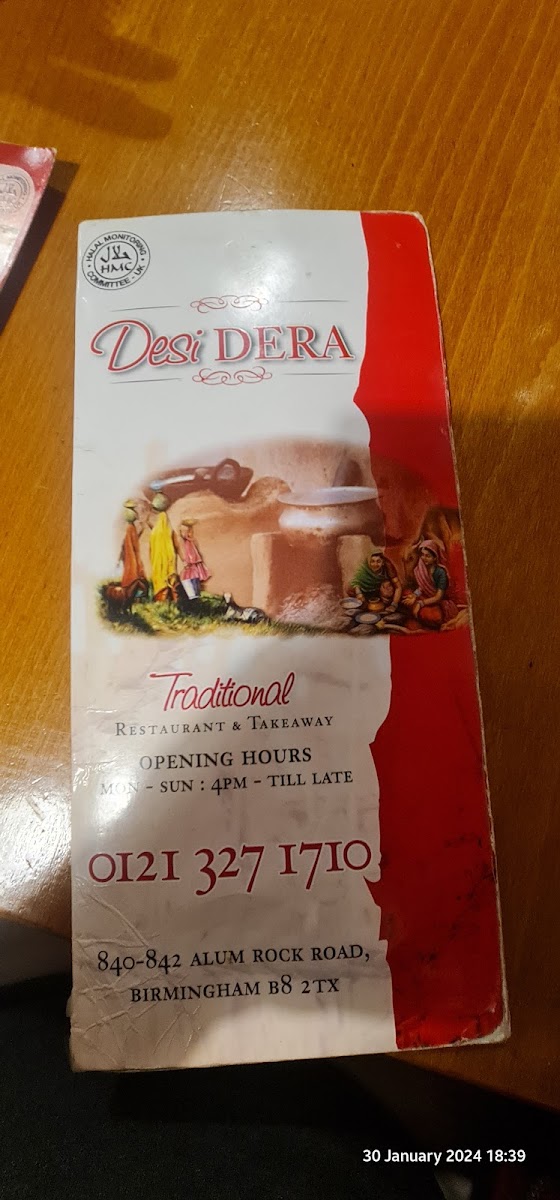 HALAL MONITORING
حلال
HMC
COMMITTEE - UK
Desi DERA
Traditional
RESTAURANT & TAKEAWAY
OPENING HOURS
MON - SUN : 4PM - TILL LATE
0121 327 1710
840-842 ALUM ROCK ROAD,
BIRMINGHAM B8 2TX
30 January 2024 18:39